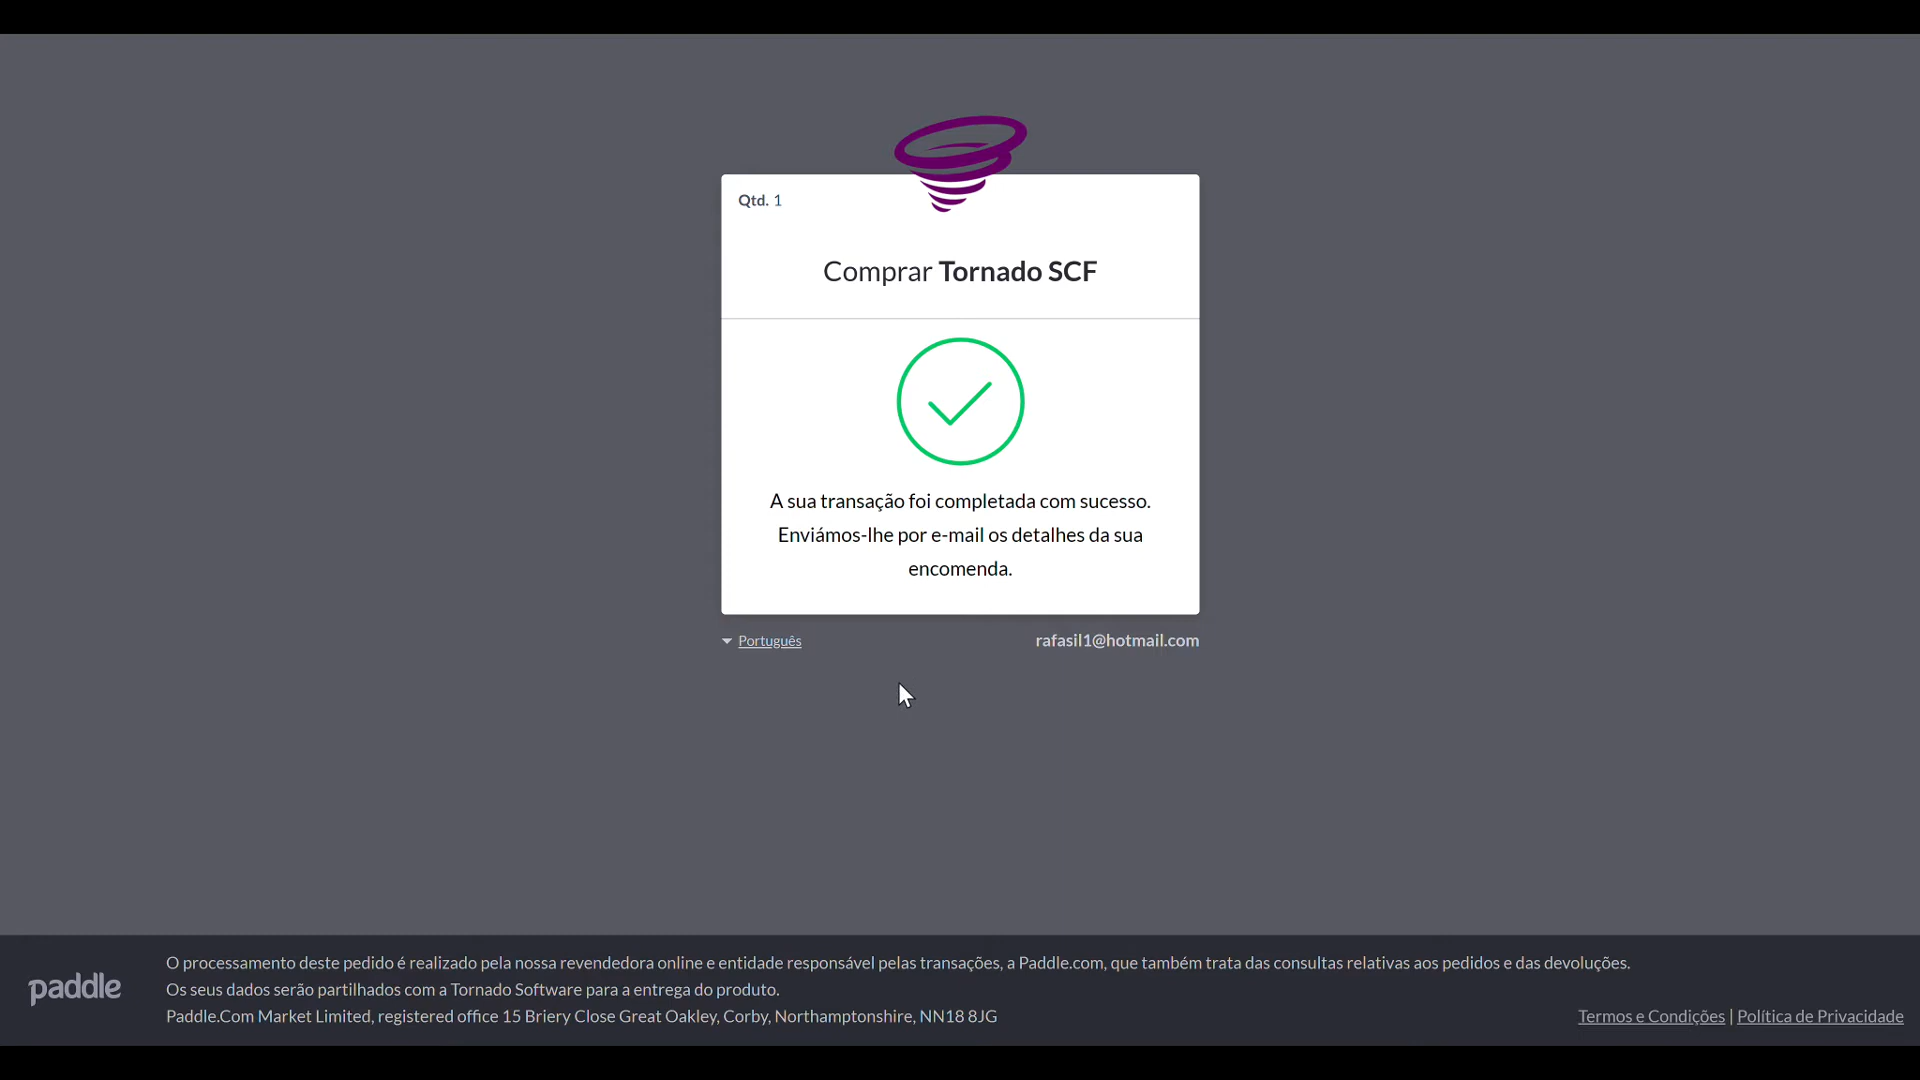 Qtd. 1
Comprar Tornado SCF
A sua transação foi completada com sucesso.
Enviámos-lhe por e-mail os detalhes da sua
encomenda.
Português
rafasil1@hotmail.com
paddle
O processamento deste pedido é realizado pela nossa revendedora online e entidade responsável pelas transações, a Paddle.com, que também trata das consultas relativas aos pedidos e das devoluções.
Os seus dados serão partilhados com a Tornado Software para a entrega do produto.
Paddle.Com Market Limited, registered office 15 Briery Close Great Oakley, Corby, Northamptonshire, NN18 8JG
Termos e Condições | Política de Privacidade